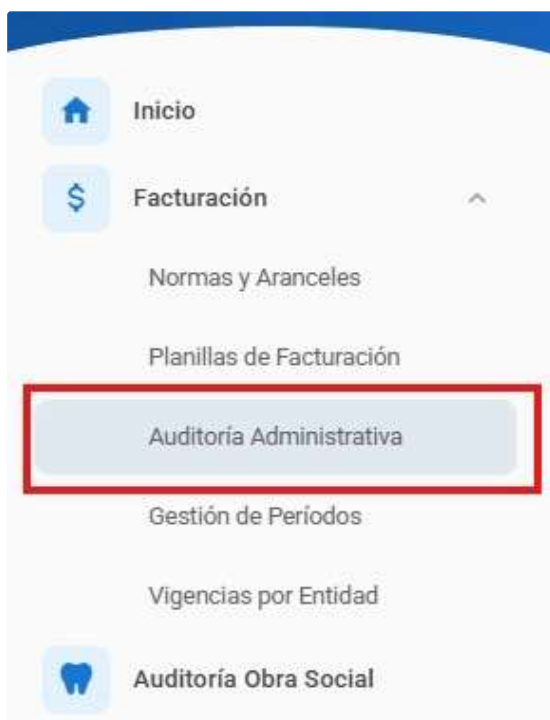 Inicio
Facturación
Normas y Aranceles
Planillas de Facturación
Auditoría Administrativa
Gestión de Períodos
Vigencias por Entidad
Auditoría Obra Social